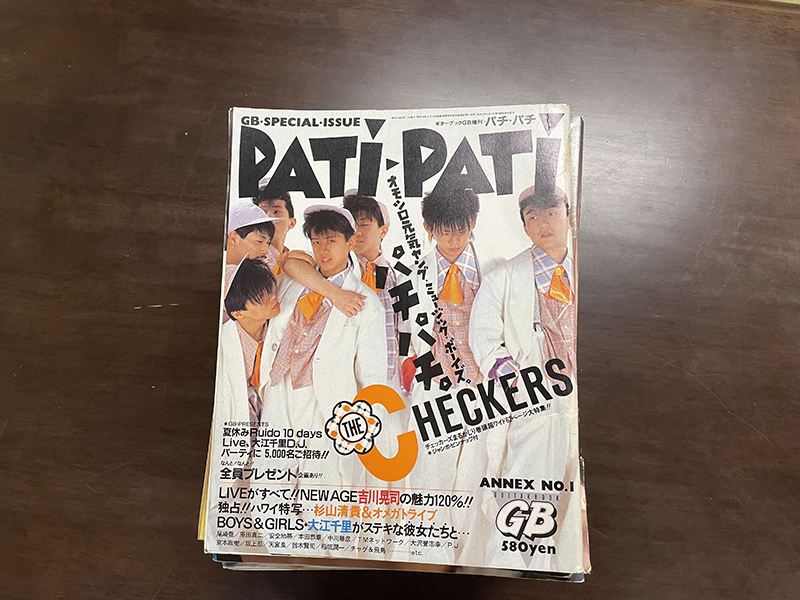 GB·SPECIAL·ISSUE
ギターブックGB増刊・パチ・パチ
PATi·PATi
オモシロ元気ヤング・ミュージック、ボーイズ。
パチパチ。
THE CHECKERS
チェッカーズまるかじり巻頭超ワイド62ページ大特集!!
★ジャンボ・ピンナップ付
★GB·PRESENTS
夏休みRuido 10 days
Live、大江千里D.J.
パーティに5,000名ご招待!!
なんと!なんと!
全員プレゼント企画あり!!
ANNEX NO.1
GUITARBOOK
GB
580yen
LIVEがすべて!!NEW AGE吉川晃司の魅力120%!!
独占!!ハワイ特写…杉山清貴&オメガトライブ
BOYS&GIRLS・大江千里がステキな彼女たちと…
尾崎豊/原田真二/安全地帯/本田恭章/中川勝彦/TMネットワーク/大沢誉志幸/PJ
宮本政樹/坂上忍/天宮良/鈴木賢司/稲垣潤一/チャゲ&飛鳥………etc.